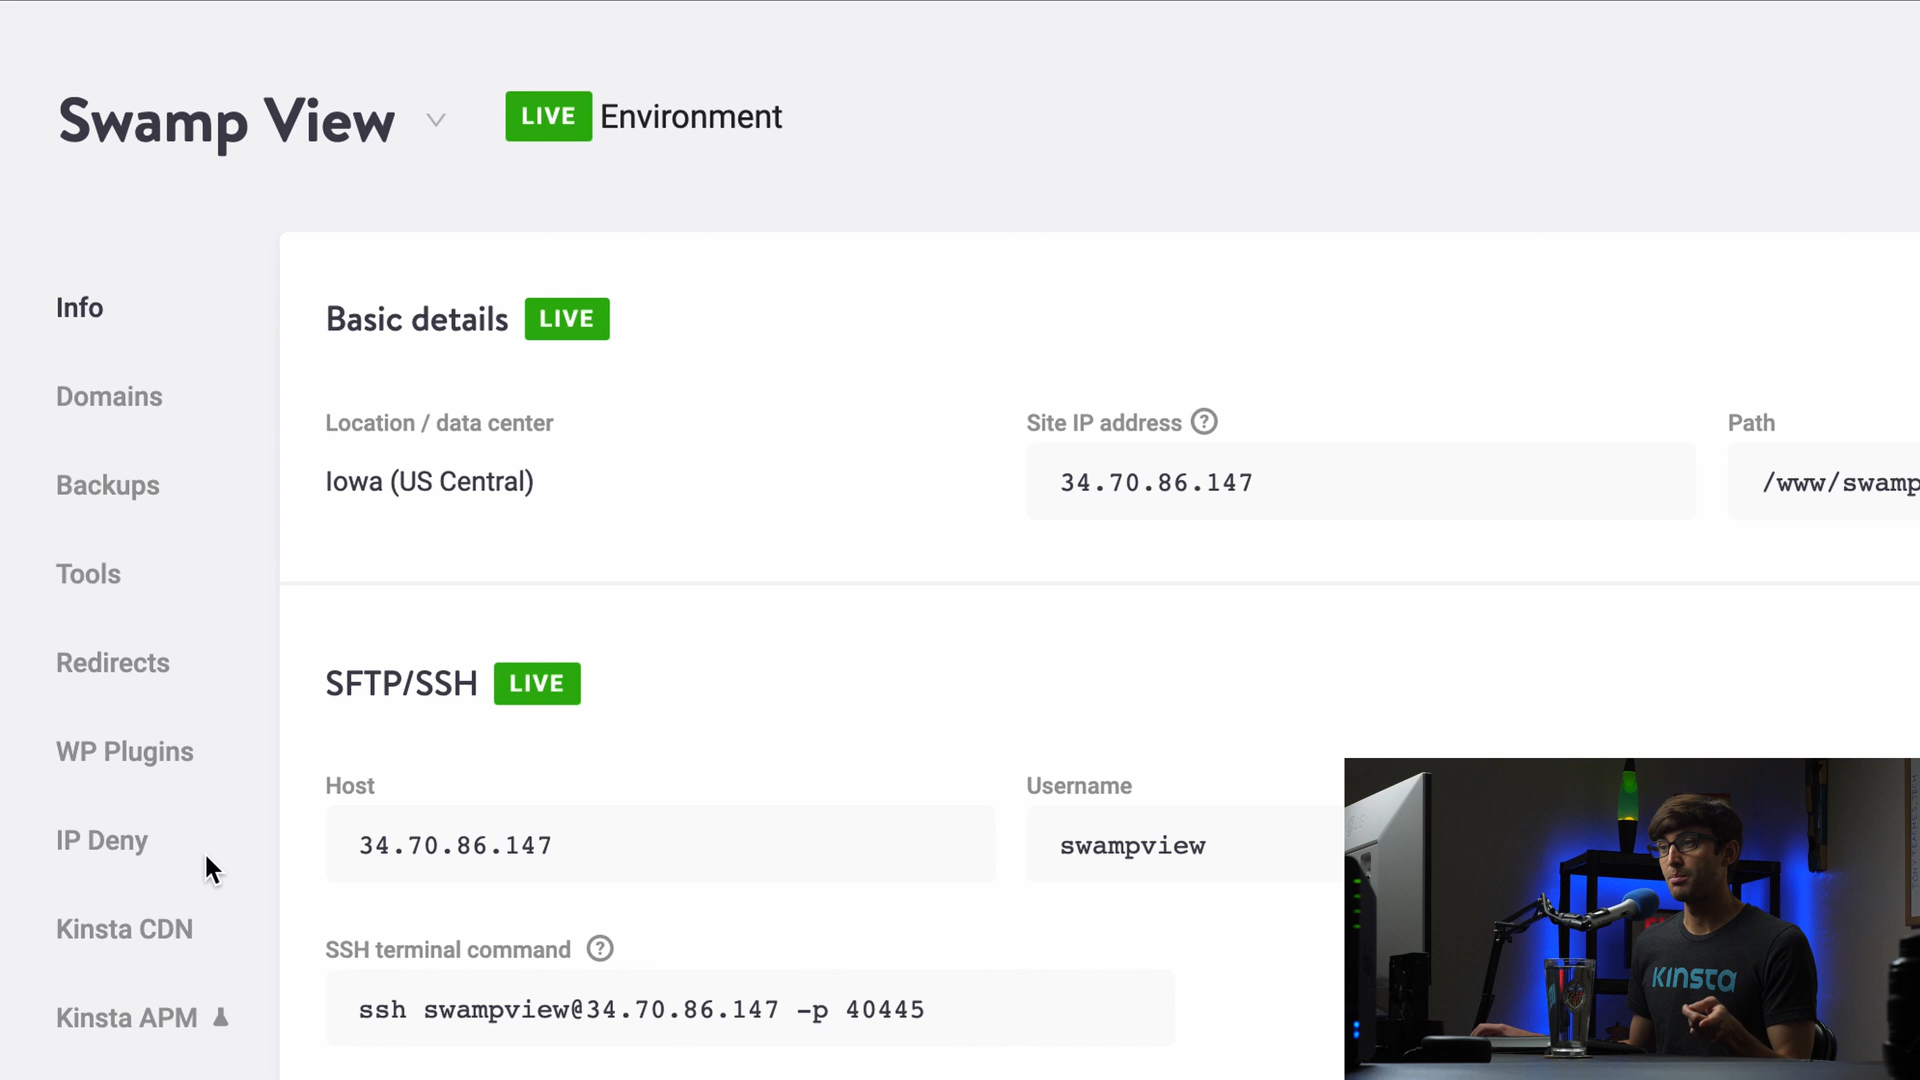 Swamp View
LIVE Environment
Info
Domains
Backups
Tools
Redirects
WP Plugins
IP Deny
Kinsta CDN
Kinsta APM
Basic details LIVE
Location / data center
Iowa (US Central)
Site IP address ?
34.70.86.147
Path
/www/swamp
SFTP/SSH LIVE
Host
34.70.86.147
Username
swampview
SSH terminal command ?
ssh swampview@34.70.86.147 -p 40445
KINSTA